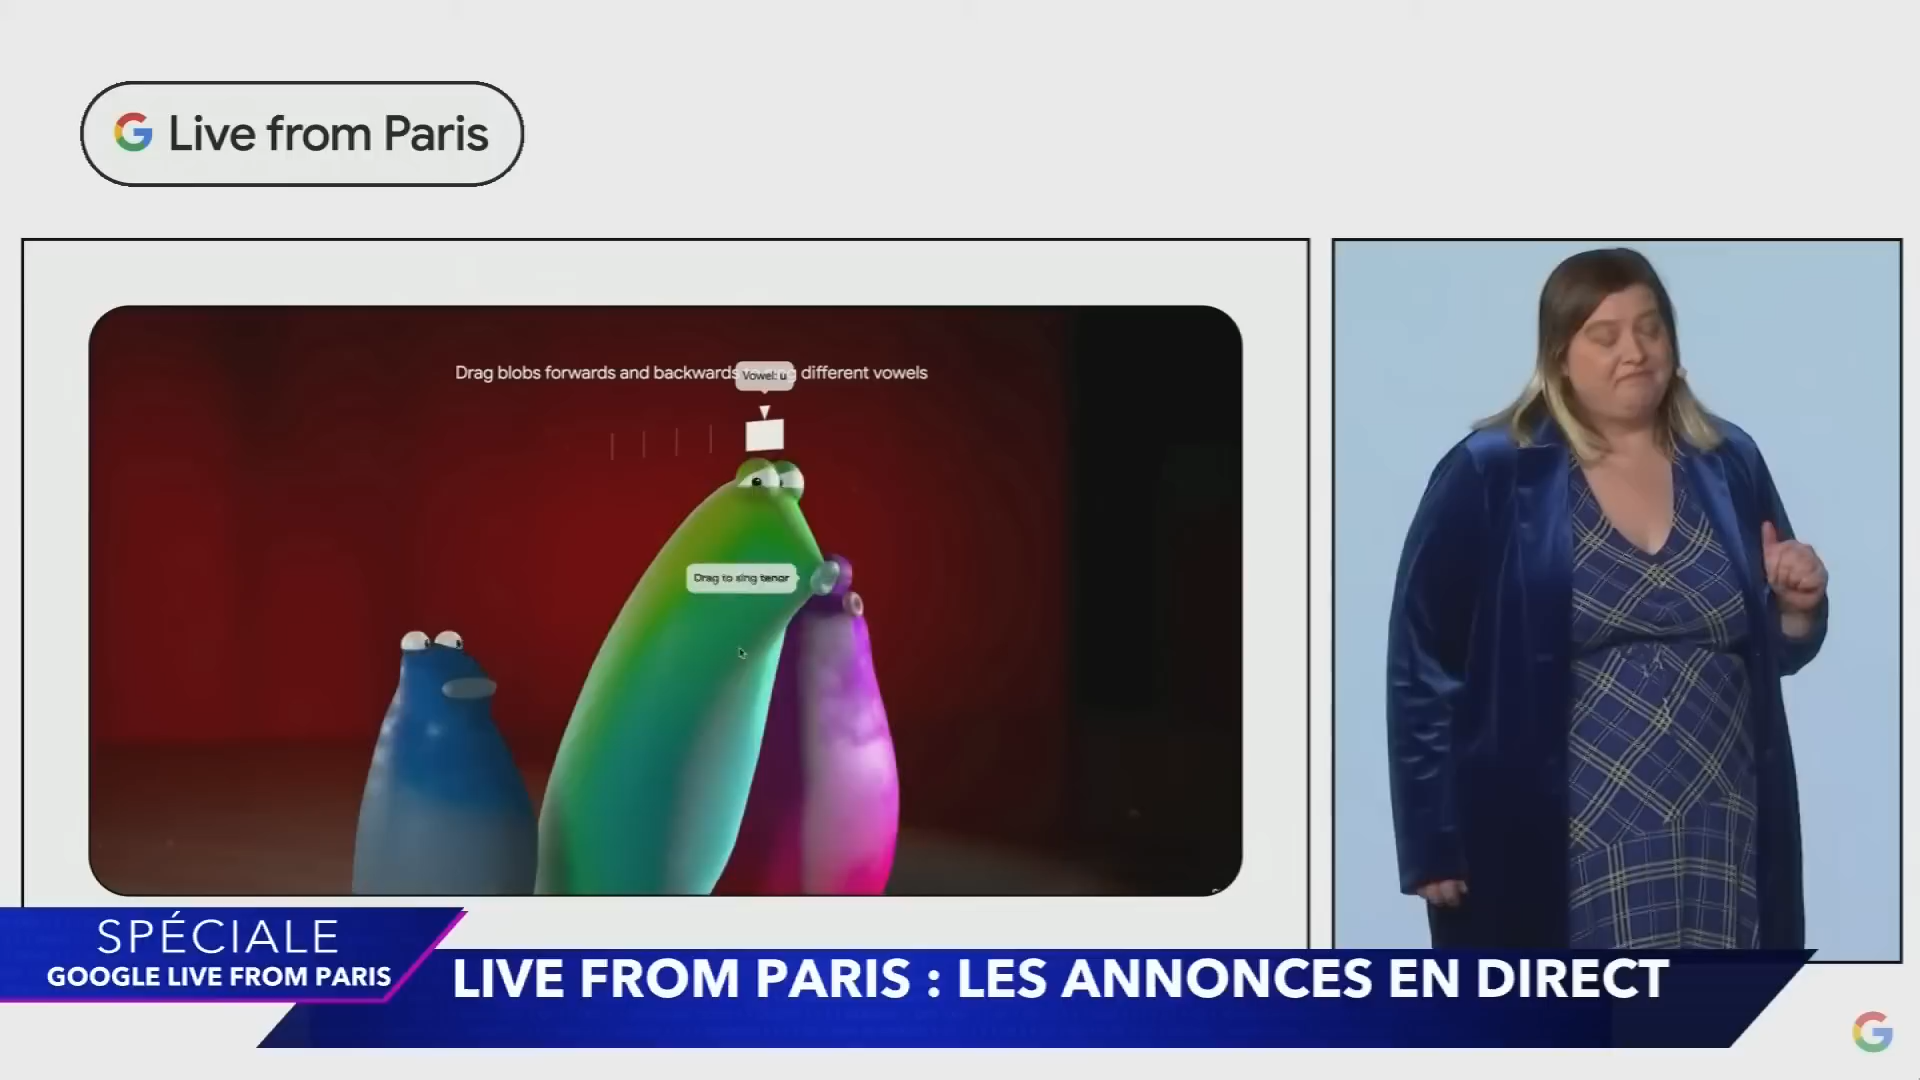 Live from Paris
Drag blobs forwards and backwards different vowels
Vowel: u
Drag to sing tenor
SPÉCIALE
GOOGLE LIVE FROM PARIS
LIVE FROM PARIS : LES ANNONCES EN DIRECT